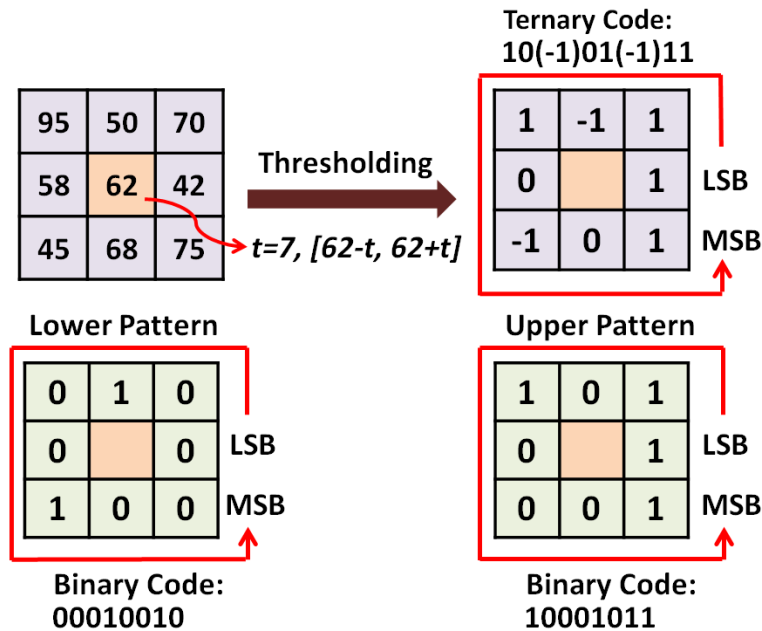 Ternary Code:
10(-1)01(-1)11
95 50 70
58 62 42
45 68 75
Thresholding
t=7, [62-t, 62+t]
1 -1 1
0 1 LSB
-1 0 1 MSB
Lower Pattern
0 1 0
0 0 LSB
1 0 0 MSB
Binary Code:
00010010
Upper Pattern
1 0 1
0 1 LSB
0 0 1 MSB
Binary Code:
10001011